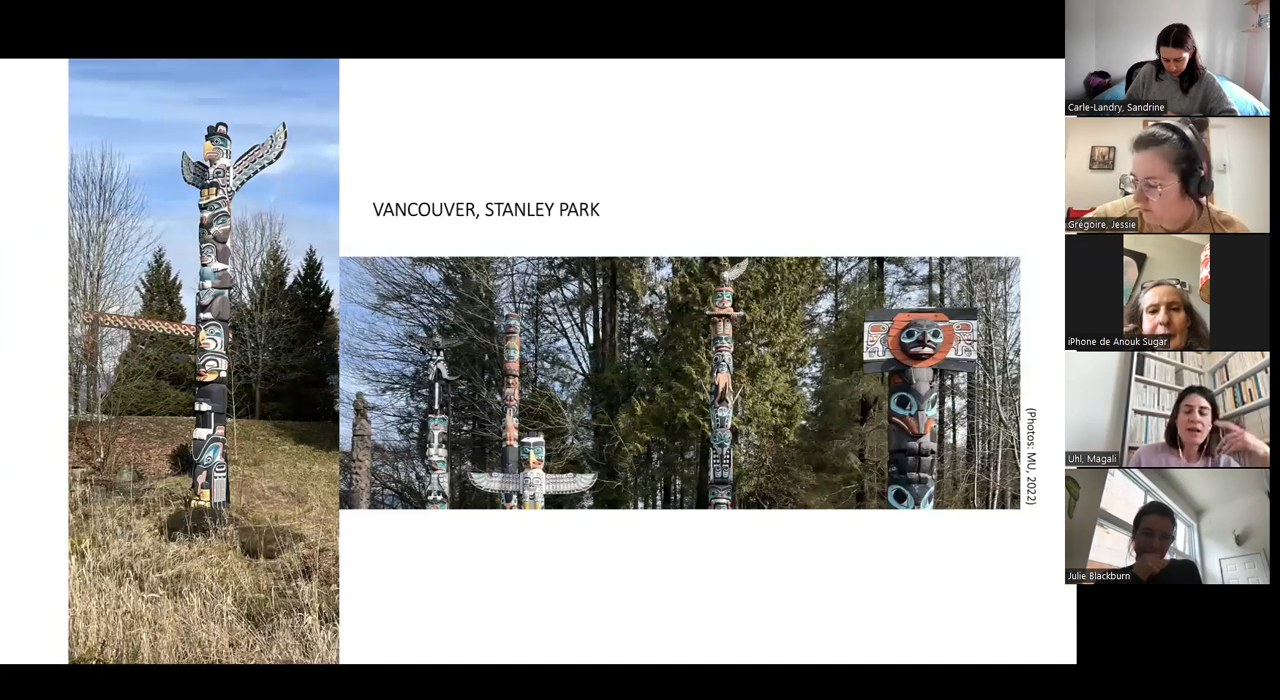 VANCOUVER, STANLEY PARK
(Photos: MU, 2022)
Carle-Landry, Sandrine
Grégoire, Jessie
iPhone de Anouk Sugar
Uhl, Magali
Julie Blackburn